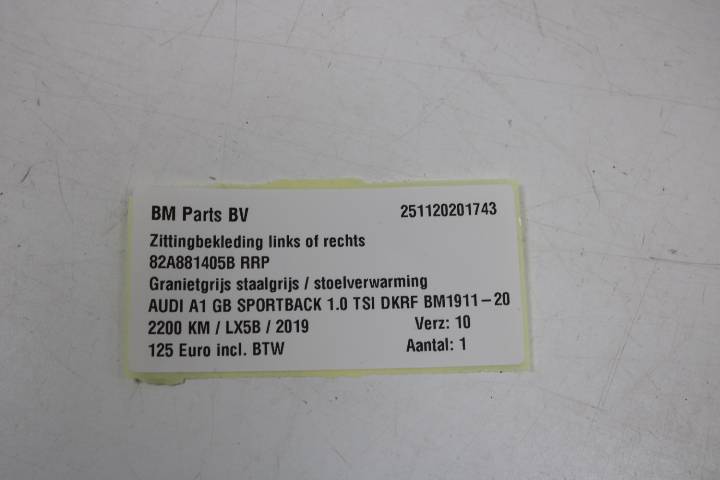 BM Parts BV 251120201743
Zittingbekleding links of rechts
82A881405B RRP
Granietgrijs staalgrijs / stoelverwarming
AUDI A1 GB SPORTBACK 1.0 TSI DKRF BM1911-20
2200 KM / LX5B / 2019 Verz: 10
125 Euro incl. BTW Aantal: 1